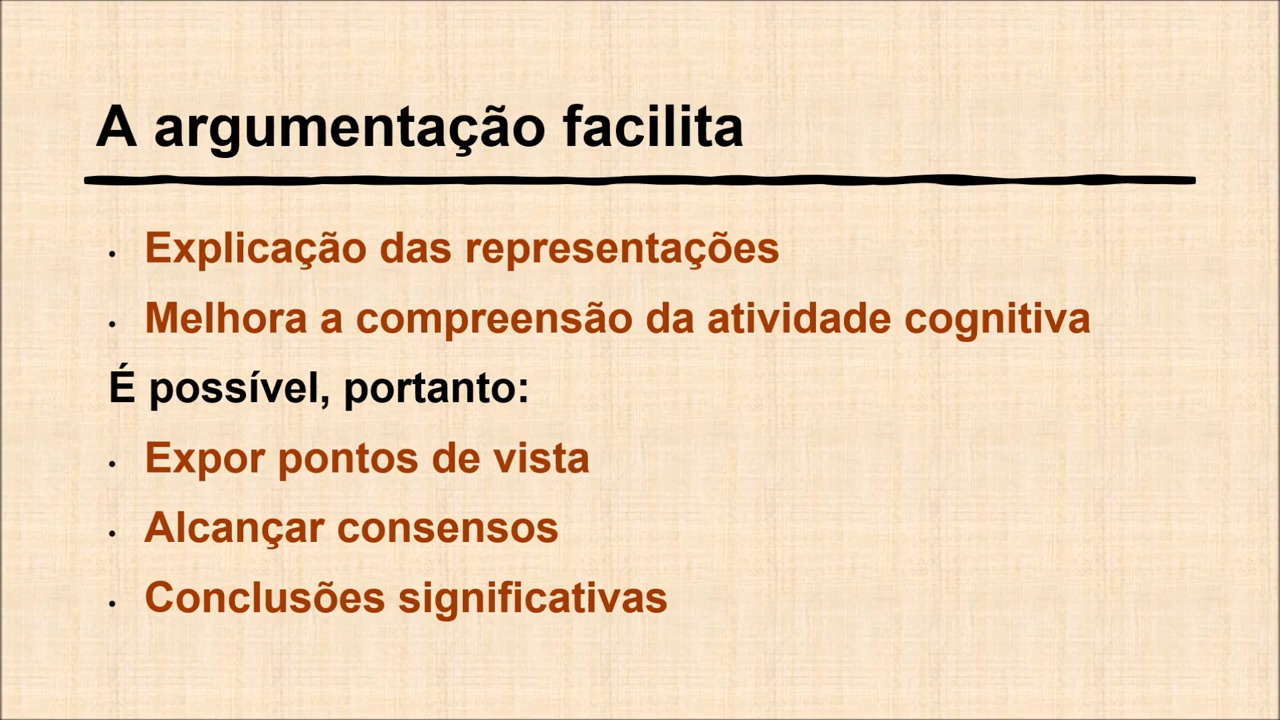 A argumentação facilita
• Explicação das representações
• Melhora a compreensão da atividade cognitiva
É possível, portanto:
• Expor pontos de vista
• Alcançar consensos
• Conclusões significativas